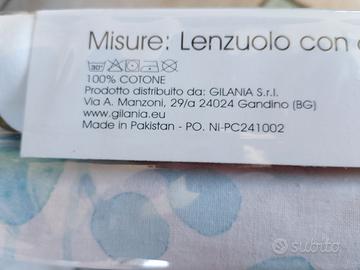 Misure: Lenzuolo con
30°
100% COTONE
Prodotto distribuito da: GILANIA S.r.l.
Via A. Manzoni, 29/a 24024 Gandino (BG)
www.gilania.eu
Made in Pakistan - PO. NI-PC241002
subito